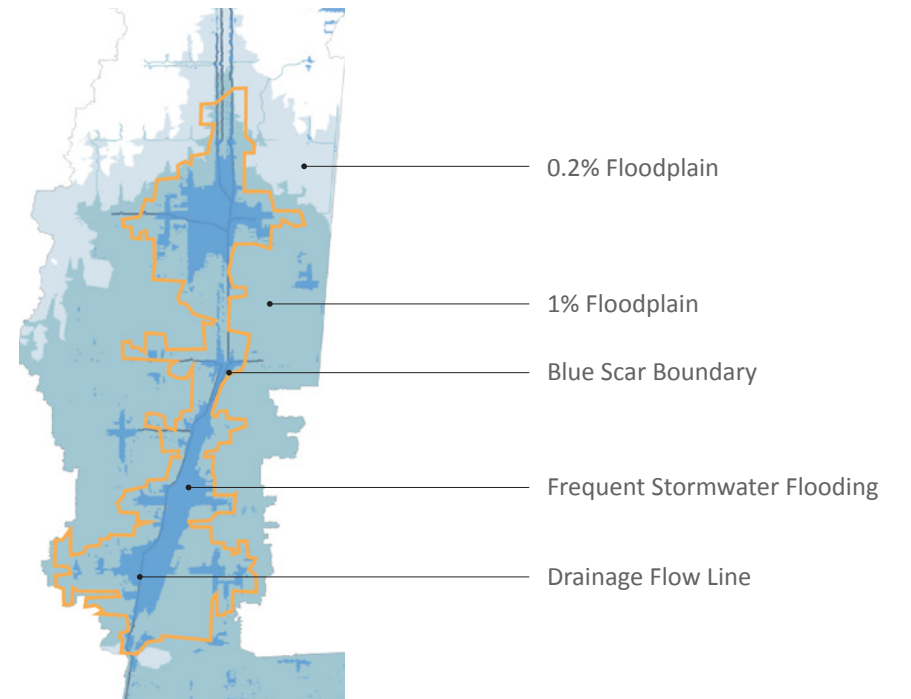 0.2% Floodplain
1% Floodplain
Blue Scar Boundary
Frequent Stormwater Flooding
Drainage Flow Line